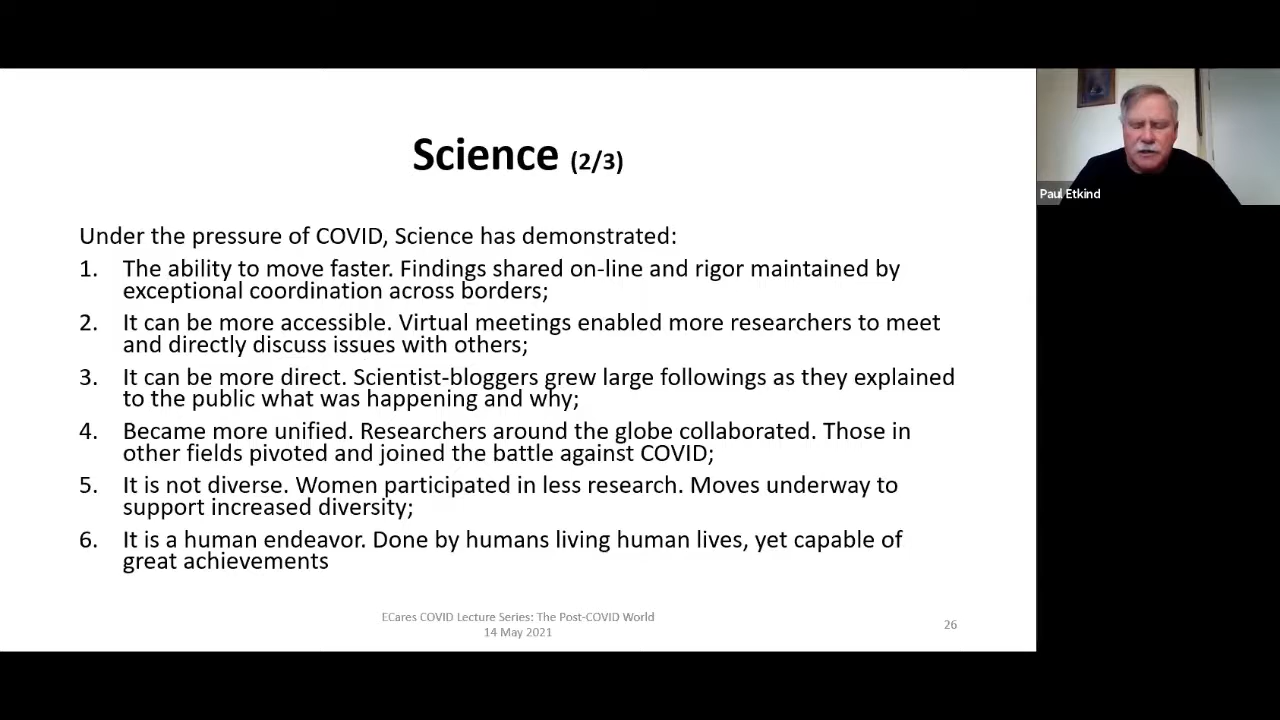 Science (2/3)
Under the pressure of COVID, Science has demonstrated:
1. The ability to move faster. Findings shared on-line and rigor maintained by
exceptional coordination across borders;
2. It can be more accessible. Virtual meetings enabled more researchers to meet
and directly discuss issues with others;
3. It can be more direct. Scientist-bloggers grew large followings as they explained
to the public what was happening and why;
4. Became more unified. Researchers around the globe collaborated. Those in
other fields pivoted and joined the battle against COVID;
5. It is not diverse. Women participated in less research. Moves underway to
support increased diversity;
6. It is a human endeavor. Done by humans living human lives, yet capable of
great achievements
ECares COVID Lecture Series: The Post-COVID World
14 May 2021
26
Paul Etkind